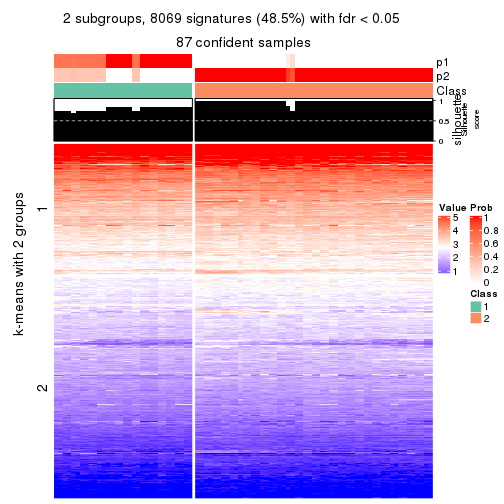 2 subgroups, 8069 signatures (48.5%) with fdr < 0.05
87 confident samples
p1
p2
Class
1
0.5
0
silhouette
Silhouette
score
k-means with 2 groups
1
2
Value
5
4
3
2
1
Prob
1
0.8
0.6
0.4
0.2
0
Class
1
2